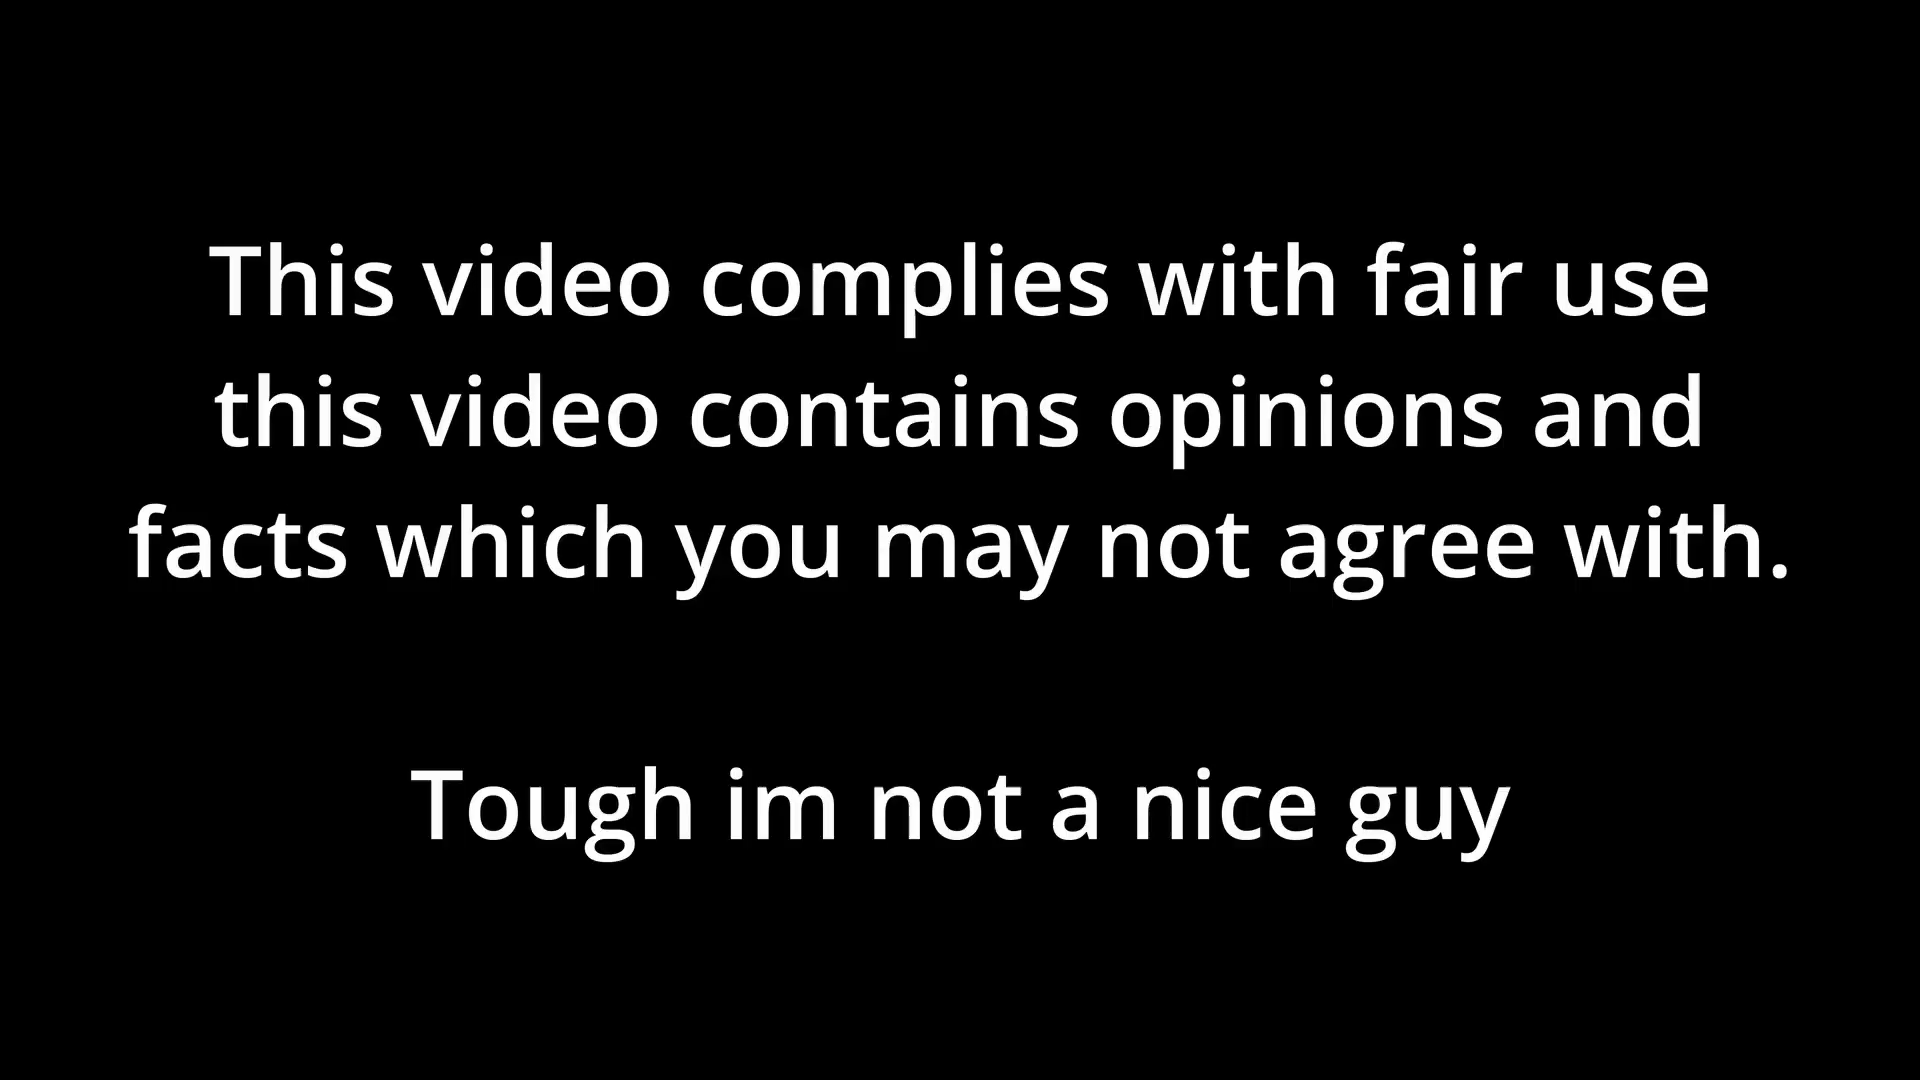 This video complies with fair use
this video contains opinions and
facts which you may not agree with.
Tough im not a nice guy